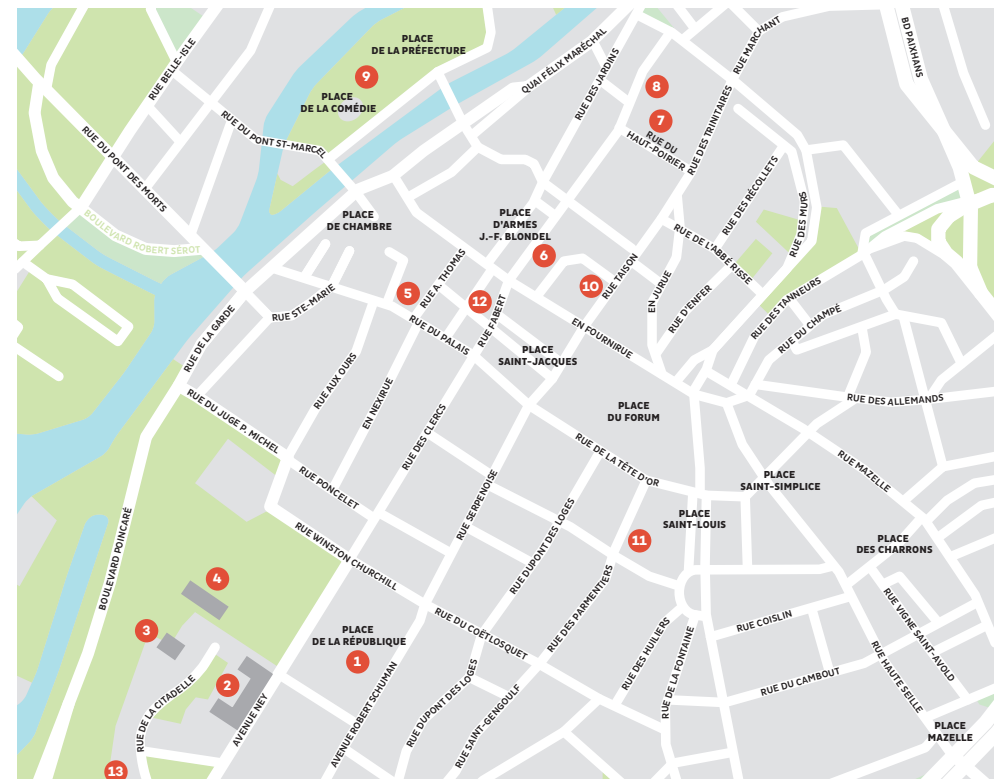 PLACE
DE LA PRÉFECTURE
9
PLACE
DE LA COMÉDIE
RUE BELLE-ISLE
RUE DU PONT ST-MARCEL
RUE DU PONT DES MORTS
BOULEVARD ROBERT SÉROT
QUAI FÉLIX MARÉCHAL
RUE DES JARDINS
RUE MARCHANT
BD PAIXHANS
8
7
RUE DU
HAUT-POIRIER
RUE DES TRINITAIRES
RUE DES RÉCOLLETS
RUE DES MURS
PLACE
DE CHAMBRE
PLACE
D'ARMES
J.-F. BLONDEL
6
10
RUE TAISON
RUE DE L'ABBÉ RISSE
EN JURUE
RUE D'ENFER
RUE DES TANNEURS
RUE DU CHAMPÉ
5
RUE A. THOMAS
12
RUE FABERT
RUE STE-MARIE
RUE DE LA GARDE
RUE DU PALAIS
EN FOURNIRUE
PLACE
SAINT-JACQUES
RUE AUX OURS
EN NEXIRUE
RUE DES CLERCS
PLACE
DU FORUM
RUE DES ALLEMANDS
RUE DU JUGE P. MICHEL
RUE PONCELET
RUE SERPENOISE
RUE DE LA TÊTE D'OR
RUE MAZELLE
PLACE
SAINT-SIMPLICE
PLACE
SAINT-LOUIS
11
PLACE
DES CHARRONS
RUE WINSTON CHURCHILL
RUE DUPONT DES LOGES
RUE DES PARMENTIERS
BOULEVARD POINCARÉ
4
3
2
RUE DE LA CITADELLE
AVENUE NEY
13
PLACE
DE LA RÉPUBLIQUE
1
AVENUE ROBERT SCHUMAN
RUE DU COËTLOSQUET
RUE DUPONT DES LOGES
RUE SAINT-GENGOULF
RUE DES HUILIERS
RUE DE LA FONTAINE
RUE COISLIN
RUE DU CAMBOUT
RUE HAUTE SEILLE
RUE VIGNE SAINT-AVOLD
PLACE
MAZELLE